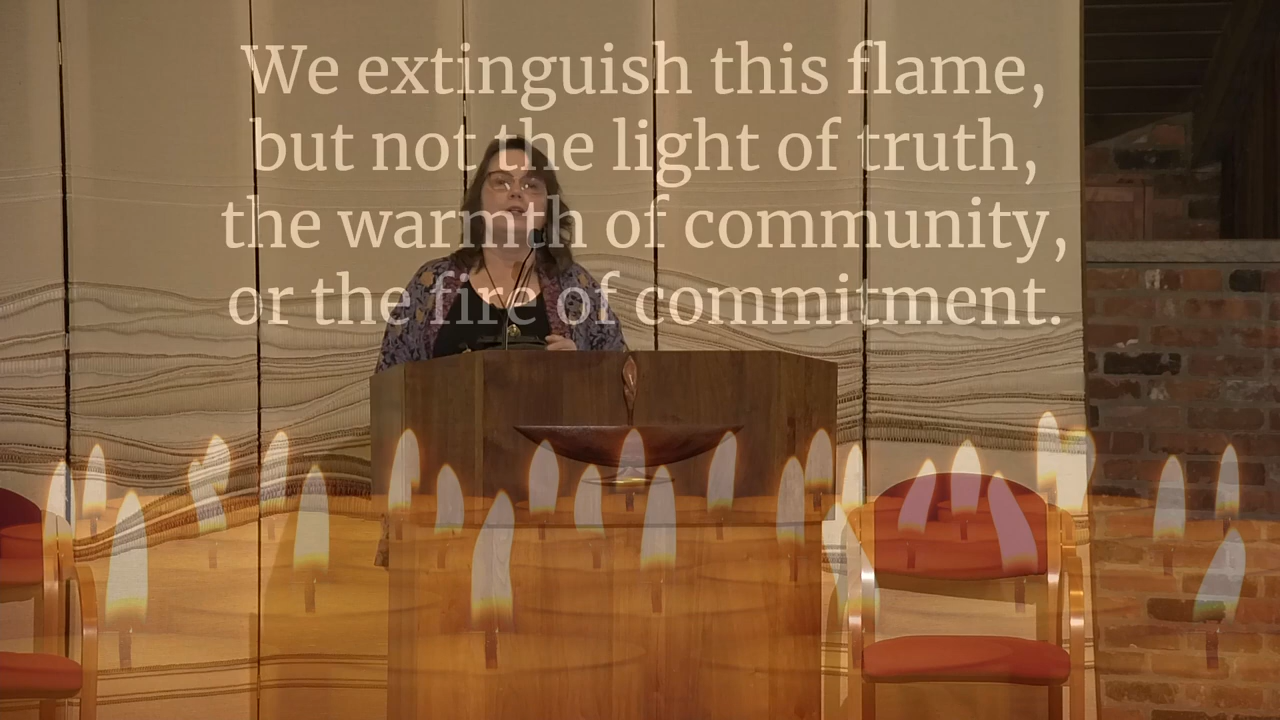 We extinguish this flame,
but not the light of truth,
the warmth of community,
or the fire of commitment.